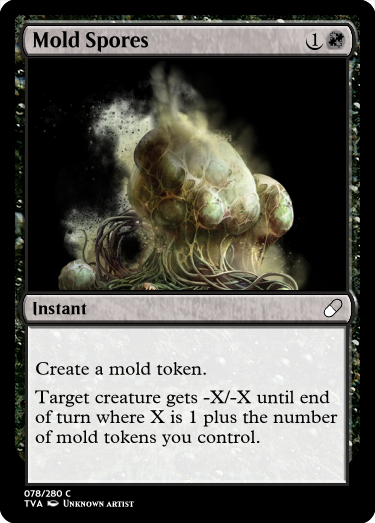 Mold Spores 1
Instant
Create a mold token.
Target creature gets -X/-X until end
of turn where X is 1 plus the number
of mold tokens you control.
078/280 C
TVA Unknown artist